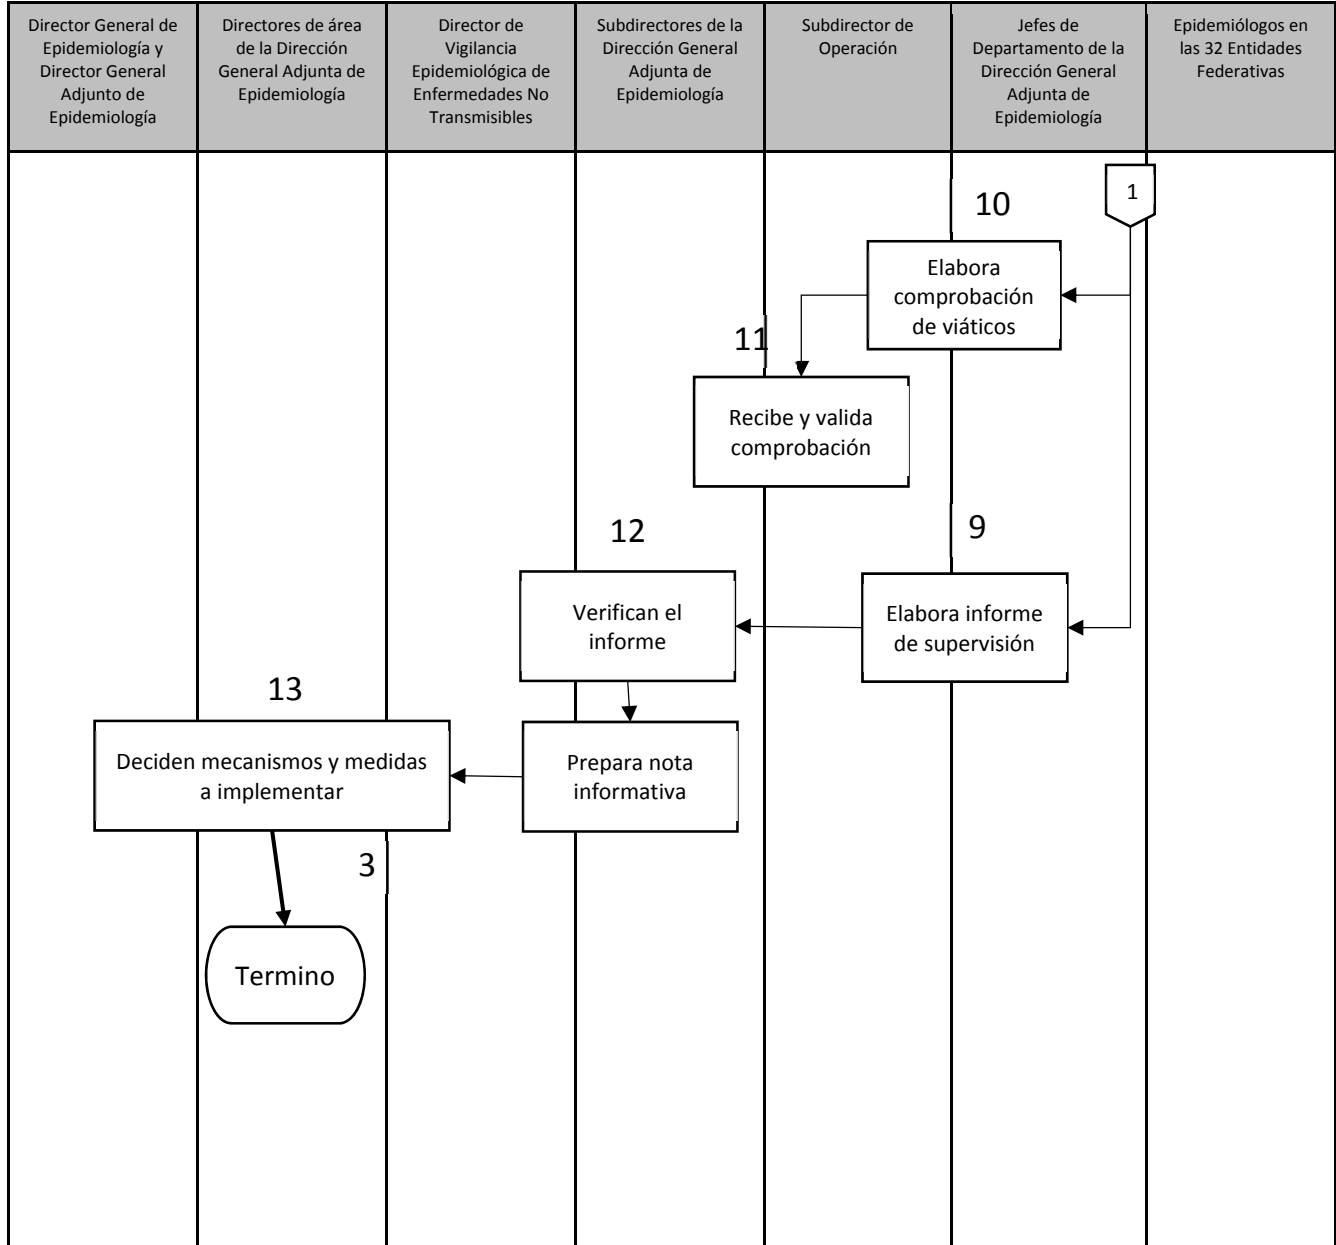 Director General de
Epidemiología y
Director General
Adjunto de
Epidemiología
Directores de área
de la Dirección
General Adjunta de
Epidemiología
Director de
Vigilancia
Epidemiológica de
Enfermedades No
Transmisibles
Subdirectores de la
Dirección General
Adjunta de
Epidemiología
Subdirector de
Operación
Jefes de
Departamento de la
Dirección General
Adjunta de
Epidemiología
Epidemiólogos en
las 32 Entidades
Federativas
1
10
Elabora
comprobación
de viáticos
11
Recibe y valida
comprobación
9
Elabora informe
de supervisión
12
Verifican el
informe
Prepara nota
informativa
13
Deciden mecanismos y medidas
a implementar
3
Termino